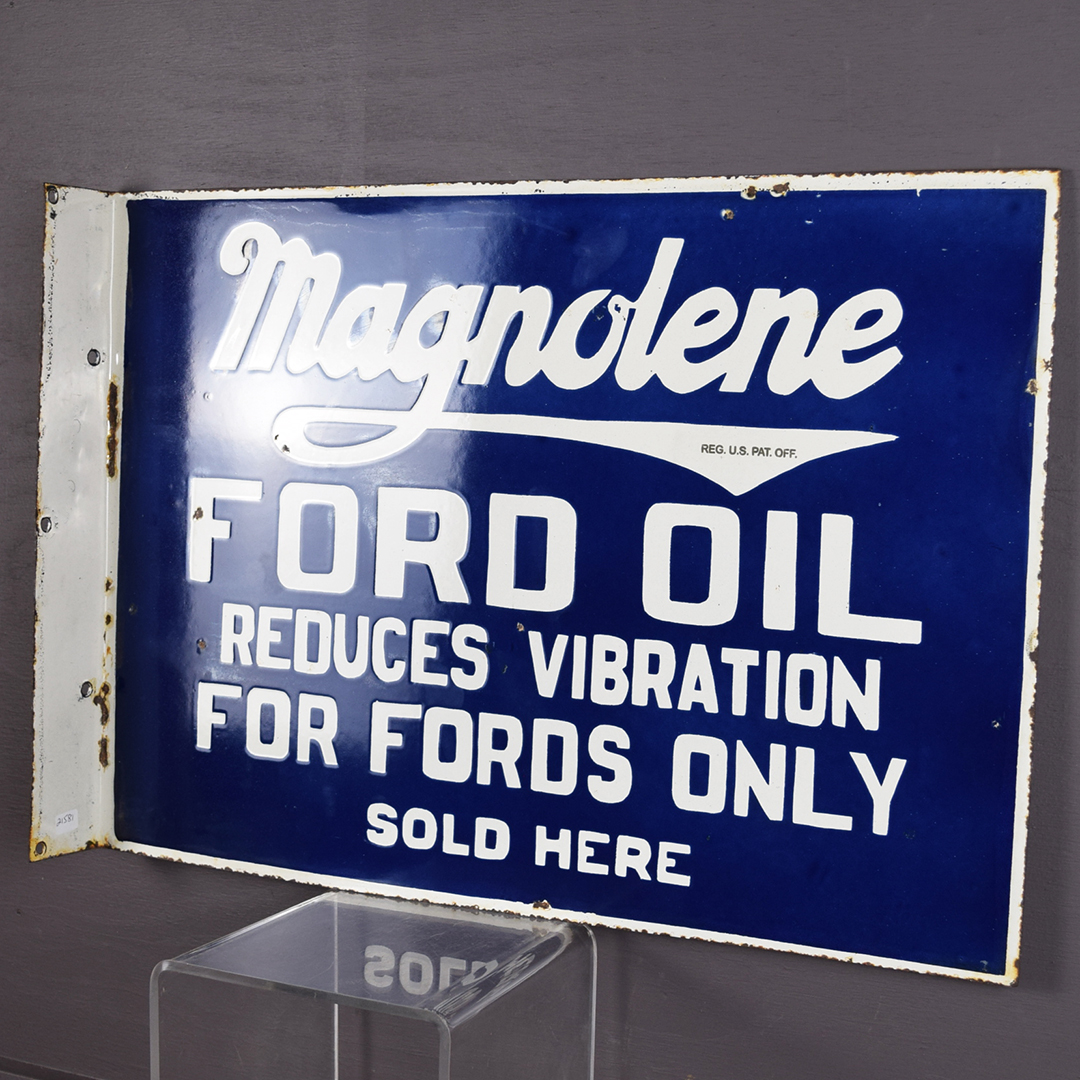 Magnolene
REG. U.S. PAT. OFF.
FORD OIL
REDUCES VIBRATION
FOR FORDS ONLY
SOLD HERE